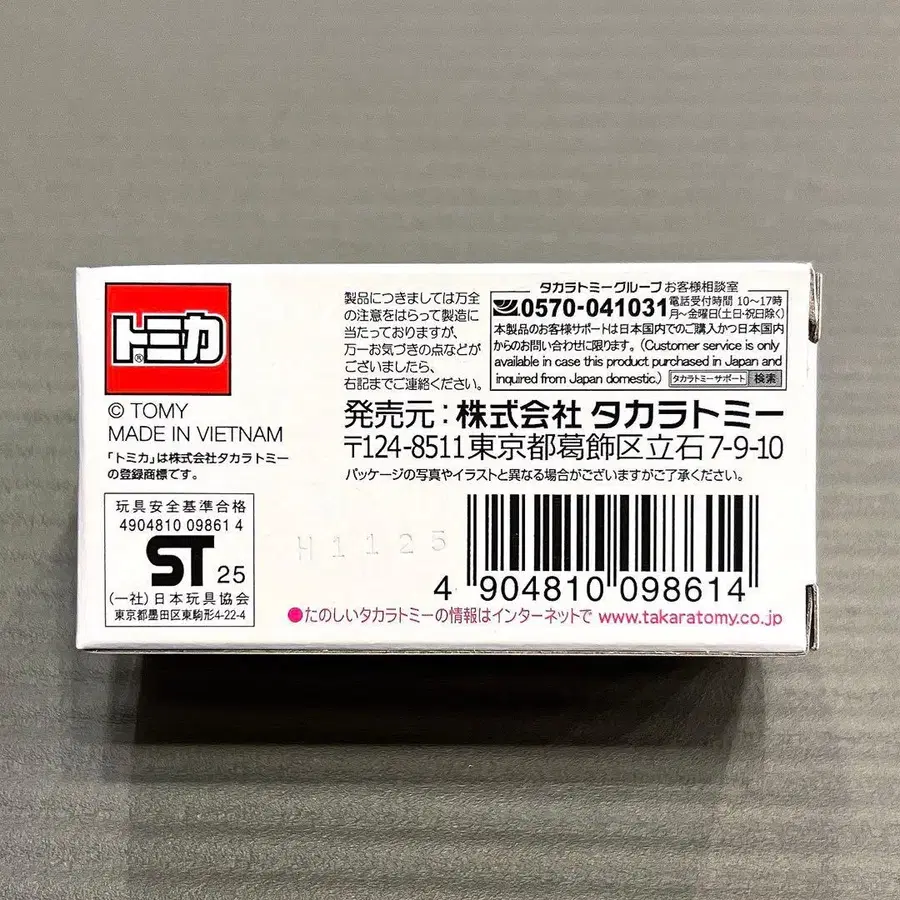 トミカ®
© TOMY
MADE IN VIETNAM
「トミカ」は株式会社タカラトミー
の登録商標です。
玩具安全基準合格
4904810 09861 4
ST 25
(一社)日本玩具協会
東京都墨田区東駒形4-22-4
製品につきましては万全
の注意をはらって製造に
当たっておりますが、
万一お気づきの点などが
ございましたら、
右記までご連絡ください。
タカラトミーグループ お客様相談室
0570-041031 電話受付時間 10〜17時
月〜金曜日(土日・祝日除く)
本製品のお客様サポートは日本国内でのご購入かつ日本国内
からのお問い合わせに限ります。(Customer service is only
available in case this product purchased in Japan and
inquired from Japan domestic.) タカラトミーサポート 検索
発売元:株式会社 タカラトミー
〒124-8511 東京都葛飾区立石 7-9-10
パッケージの写真やイラストと異なる場合がございますがご了承ください。
H1125
4 904810 098614
●たのしいタカラトミーの情報はインターネットで www.takaratomy.co.jp